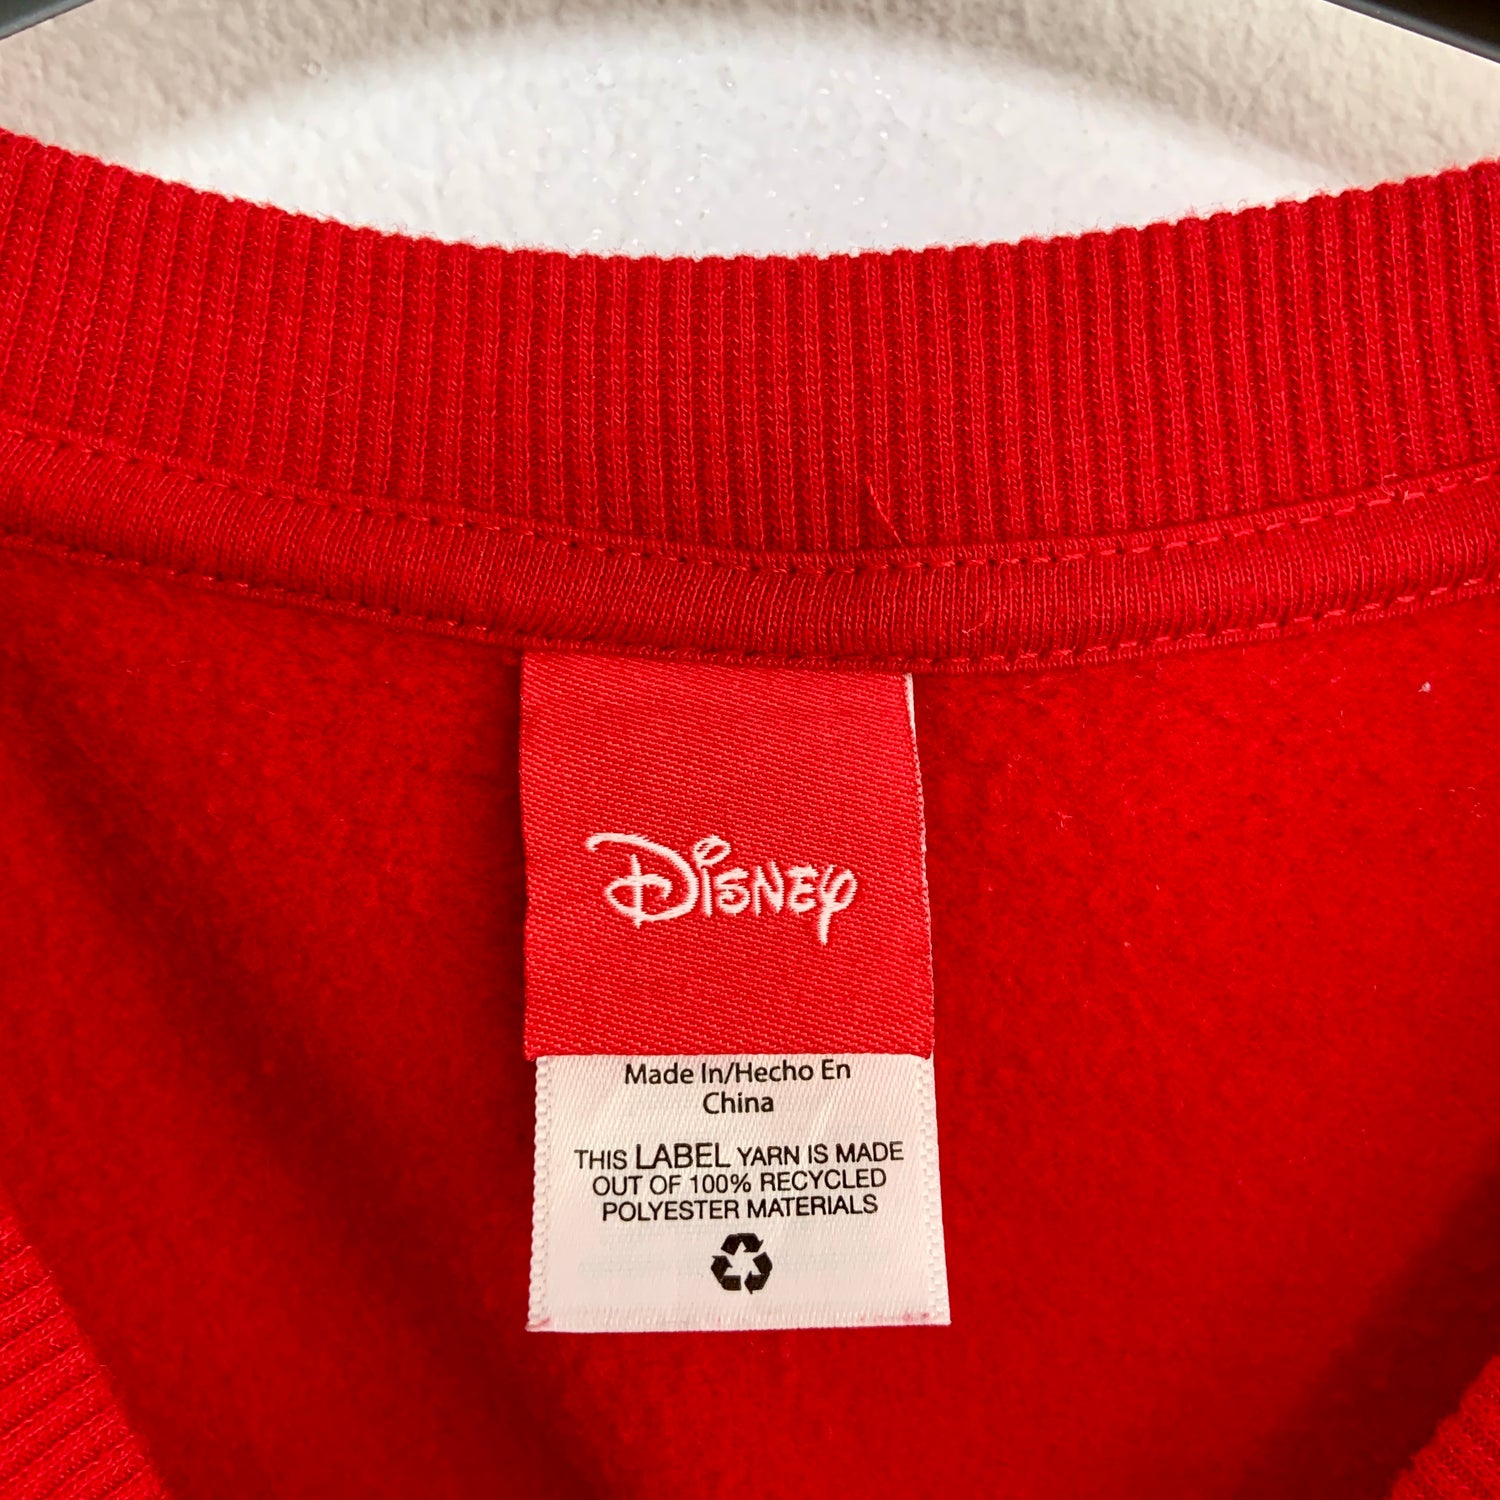 Disney
Made In/Hecho En
China
THIS LABEL YARN IS MADE
OUT OF 100% RECYCLED
POLYESTER MATERIALS